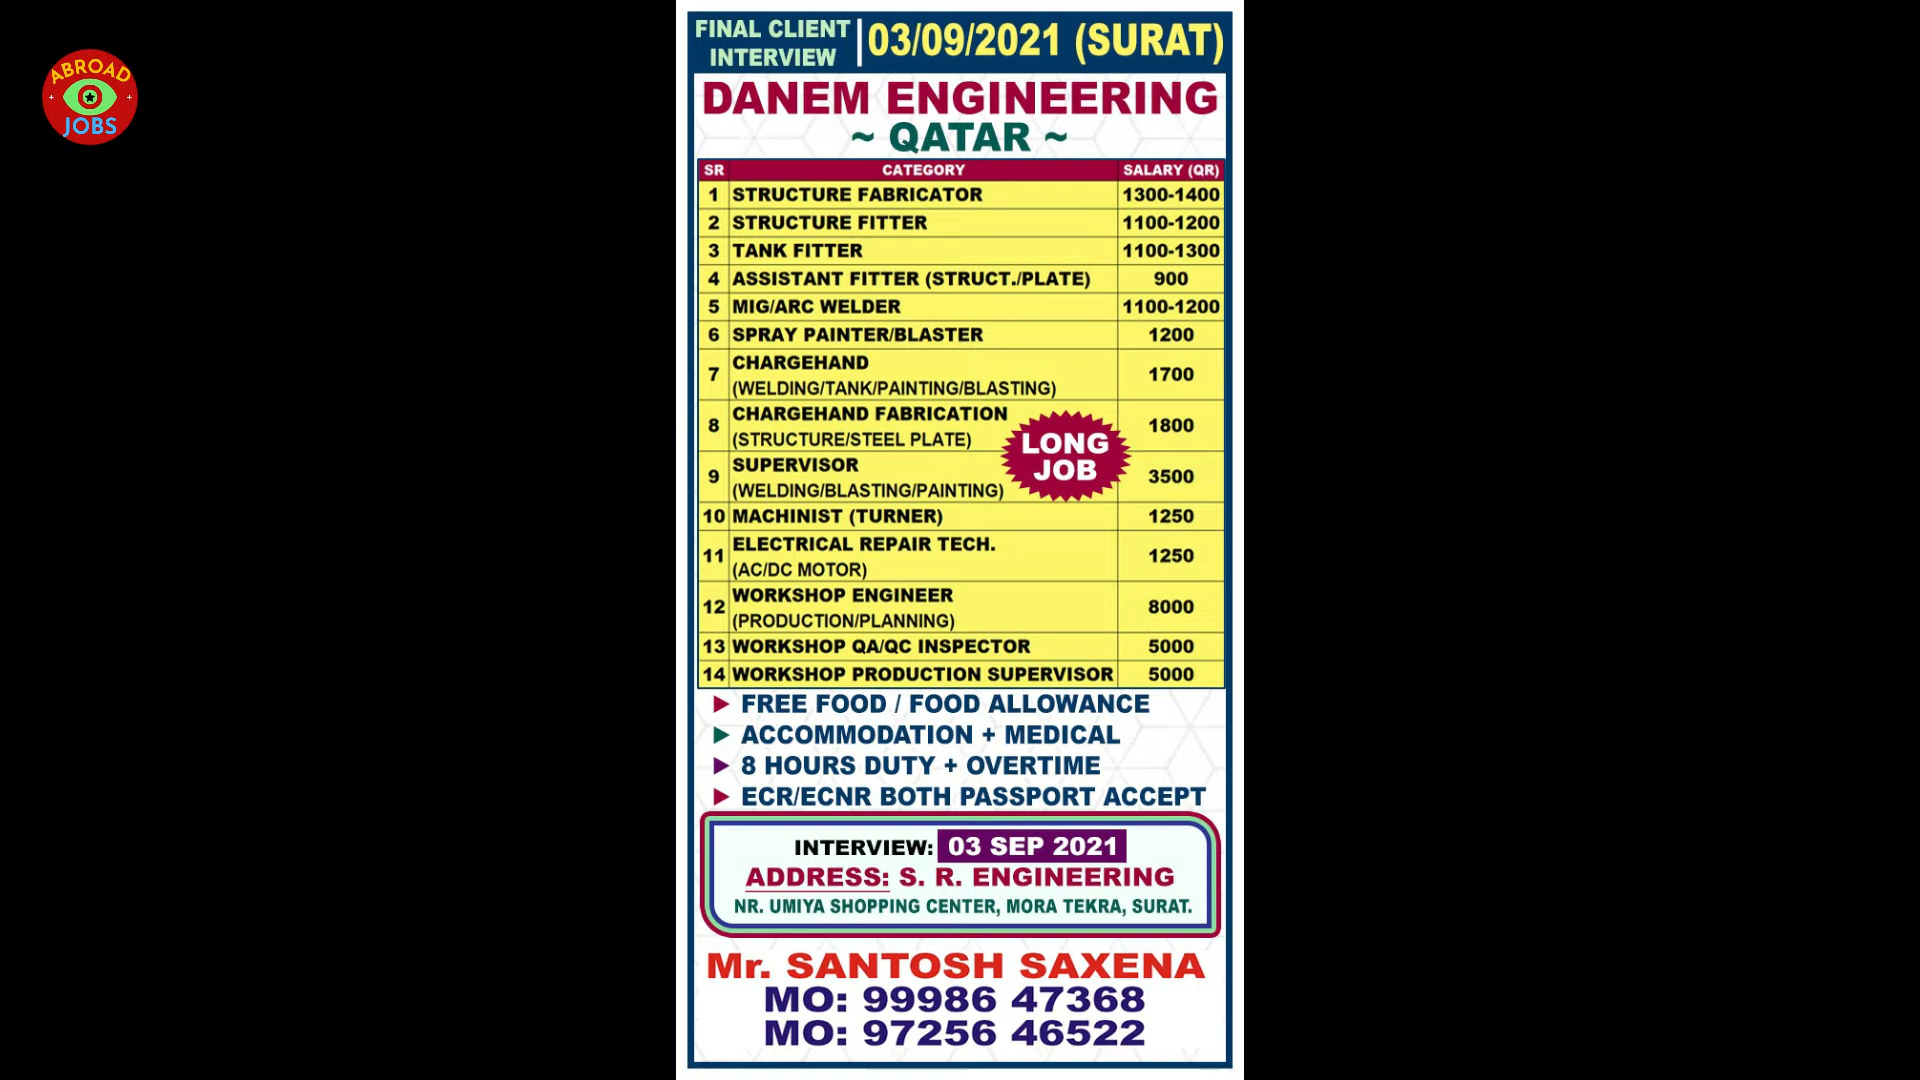 ABROAD
JOBS
FINAL CLIENT
INTERVIEW
03/09/2021 (SURAT)
DANEM ENGINEERING
~ QATAR ~
SR CATEGORY SALARY (QR)
1 STRUCTURE FABRICATOR 1300-1400
2 STRUCTURE FITTER 1100-1200
3 TANK FITTER 1100-1300
4 ASSISTANT FITTER (STRUCT./PLATE) 900
5 MIG/ARC WELDER 1100-1200
6 SPRAY PAINTER/BLASTER 1200
7 CHARGEHAND 1700
(WELDING/TANK/PAINTING/BLASTING)
8 CHARGEHAND FABRICATION 1800
(STRUCTURE/STEEL PLATE)
LONG
JOB
9 SUPERVISOR 3500
(WELDING/BLASTING/PAINTING)
10 MACHINIST (TURNER) 1250
11 ELECTRICAL REPAIR TECH. 1250
(AC/DC MOTOR)
12 WORKSHOP ENGINEER 8000
(PRODUCTION/PLANNING)
13 WORKSHOP QA/QC INSPECTOR 5000
14 WORKSHOP PRODUCTION SUPERVISOR 5000
FREE FOOD / FOOD ALLOWANCE
ACCOMMODATION + MEDICAL
8 HOURS DUTY + OVERTIME
ECR/ECNR BOTH PASSPORT ACCEPT
INTERVIEW: 03 SEP 2021
ADDRESS: S. R. ENGINEERING
NR. UMIYA SHOPPING CENTER, MORA TEKRA, SURAT.
Mr. SANTOSH SAXENA
MO: 99986 47368
MO: 97256 46522